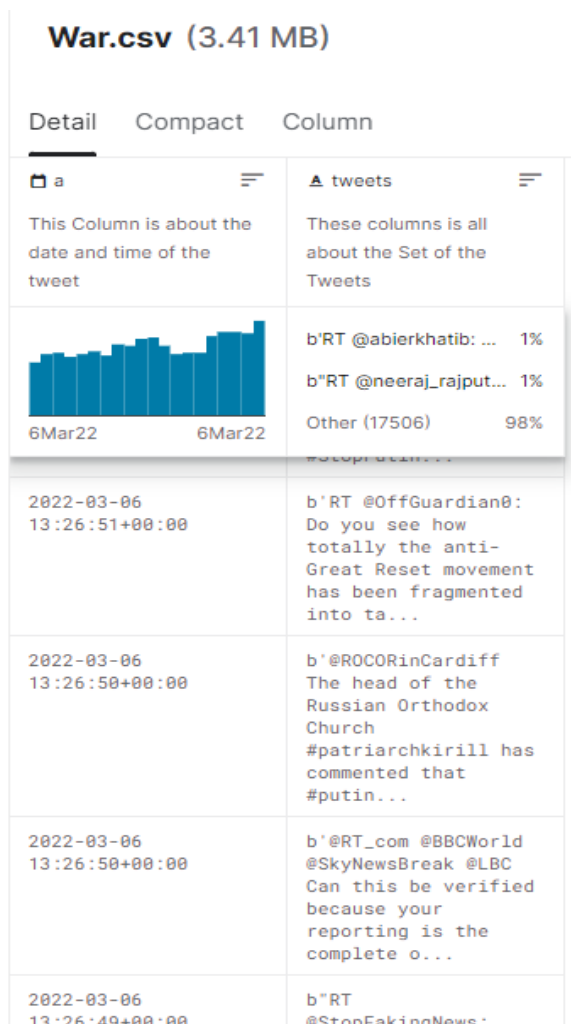 War.csv (3.41 MB)
Detail Compact Column
a
This Column is about the
date and time of the
tweet
tweets
These columns is all
about the Set of the
Tweets
6Mar22 6Mar22
b'RT @abierkhatib: ... 1%
b"RT @neeraj_rajput... 1%
Other (17506) 98%
#StopPutin...
2022-03-06
13:26:51+00:00
b'RT @OffGuardian0:
Do you see how
totally the anti-
Great Reset movement
has been fragmented
into ta...
2022-03-06
13:26:50+00:00
b'@ROCORinCardiff
The head of the
Russian Orthodox
Church
#patriarchkirill has
commented that
#putin...
2022-03-06
13:26:50+00:00
b'@RT_com @BBCWorld
@SkyNewsBreak @LBC
Can this be verified
because your
reporting is the
complete o...
2022-03-06
13:26:49+00:00
b"RT
@StopFakingNews: